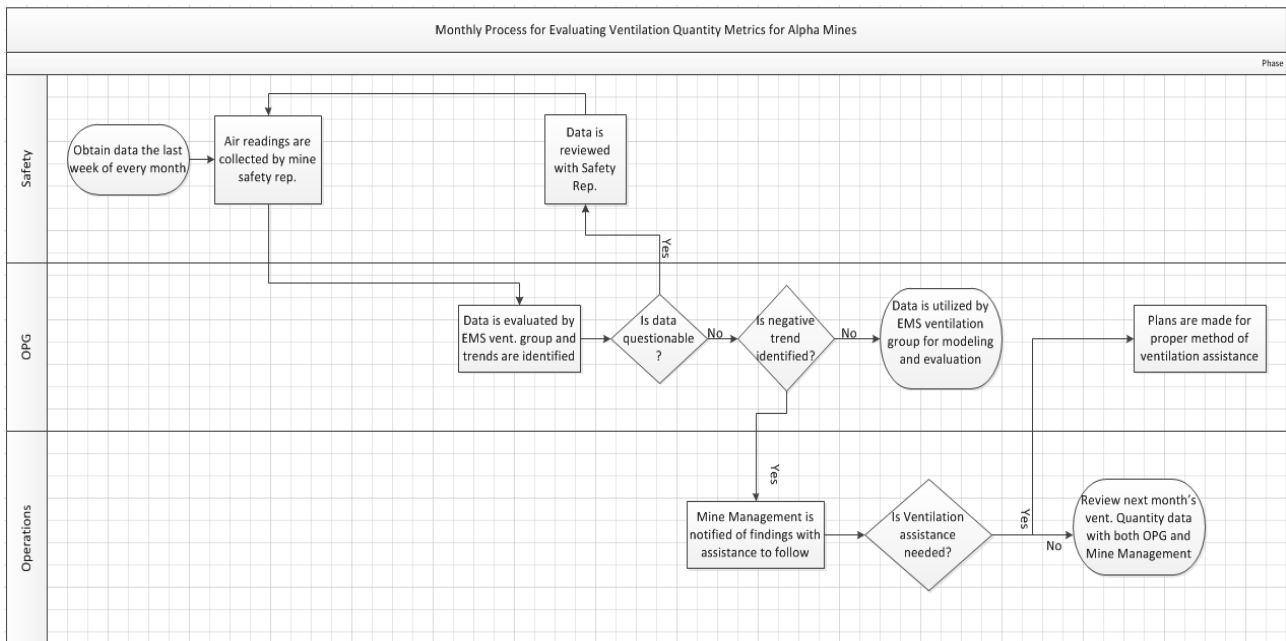 Monthly Process for Evaluating Ventilation Quantity Metrics for Alpha Mines
Phase
Safety
Obtain data the last
week of every month
Air readings are
collected by mine
safety rep.
Data is
reviewed
with Safety
Rep.
Yes
OPG
Data is evaluated by
EMS vent. group and
trends are identified
Is data
questionable
?
No
Is negative
trend
identified?
No
Data is utilized by
EMS ventilation
group for modeling
and evaluation
Plans are made for
proper method of
ventilation assistance
Operations
Yes
Mine Management is
notified of findings with
assistance to follow
Is Ventilation
assistance
needed?
Yes
No
Review next month's
vent. Quantity data
with both OPG and
Mine Management